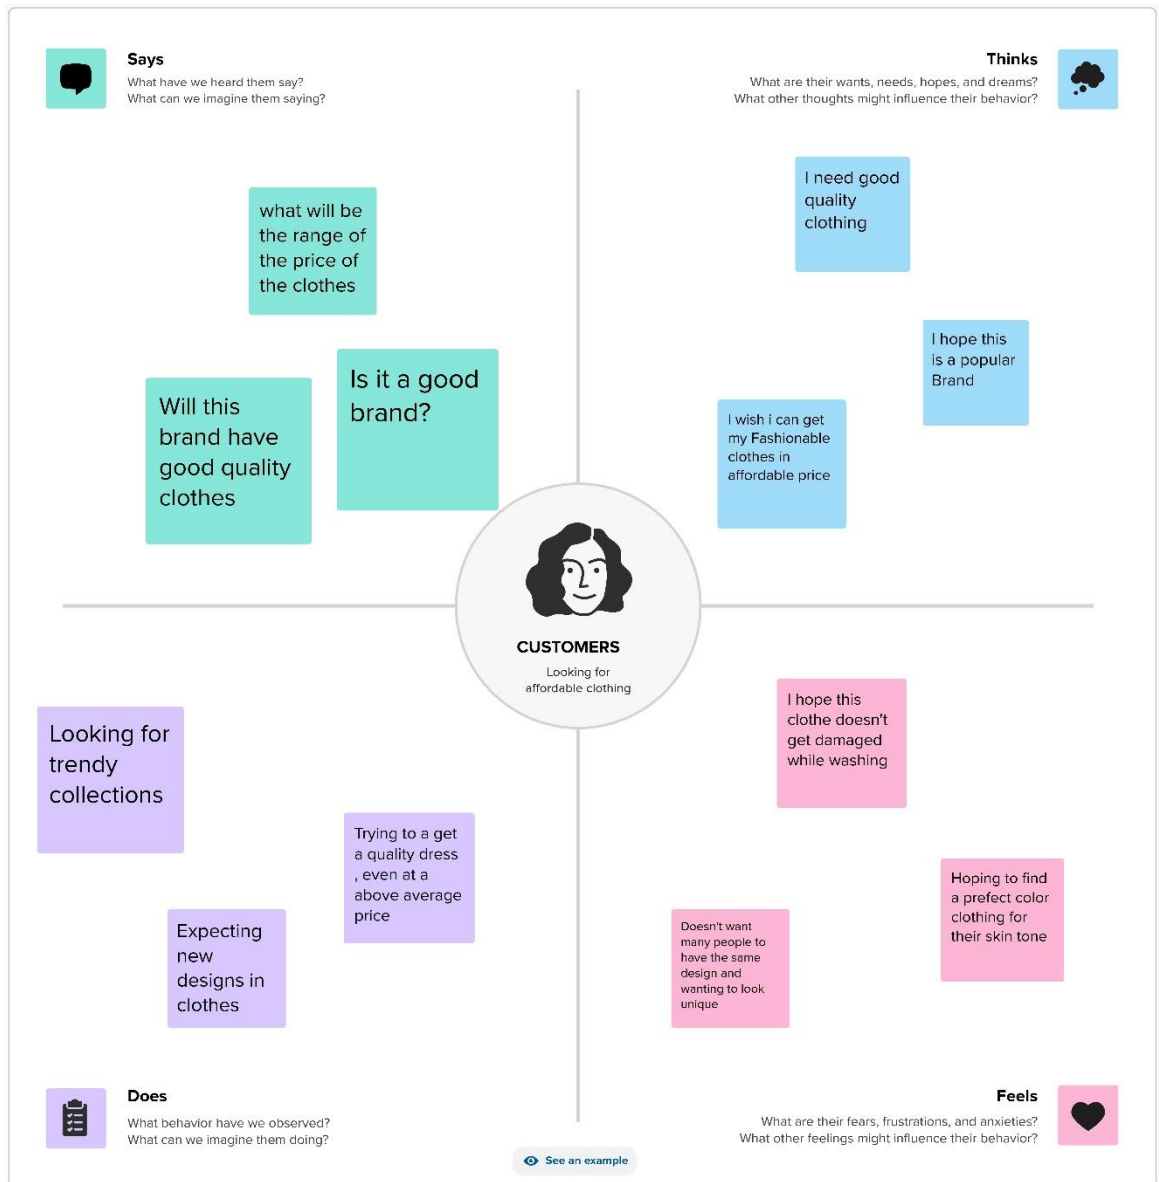 Says
What have we heard them say?
What can we imagine them saying?
Thinks
What are their wants, needs, hopes, and dreams?
What other thoughts might influence their behavior?
what will be
the range of
the price of
the clothes
Will this
brand have
good quality
clothes
Is it a good
brand?
I need good
quality
clothing
I hope this
is a popular
Brand
I wish i can get
my Fashionable
clothes in
affordable price
CUSTOMERS
Looking for
affordable clothing
Looking for
trendy
collections
Trying to a get
a quality dress
, even at a
above average
price
Expecting
new
designs in
clothes
I hope this
clothe doesn't
get damaged
while washing
Hoping to find
a prefect color
clothing for
their skin tone
Doesn't want
many people to
have the same
design and
wanting to look
unique
Does
What behavior have we observed?
What can we imagine them doing?
Feels
What are their fears, frustrations, and anxieties?
What other feelings might influence their behavior?
See an example